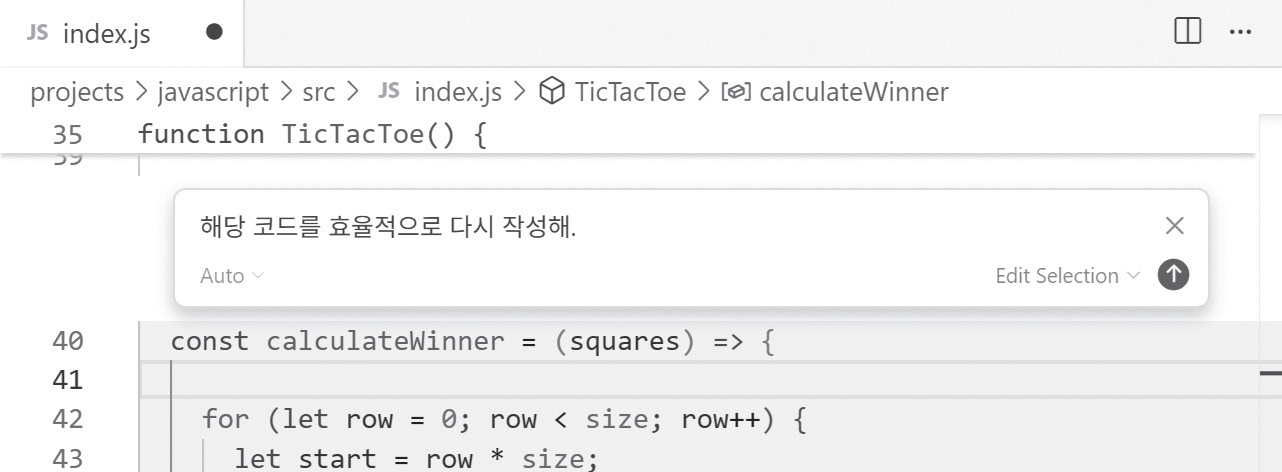 JS index.js
projects > javascript > src > JS index.js > TicTacToe > calculateWinner
35 function TicTacToe() {
39
해당 코드를 효율적으로 다시 작성해.
Auto
Edit Selection
40 const calculateWinner = (squares) => {
41
42 for (let row = 0; row < size; row++) {
43 let start = row * size;